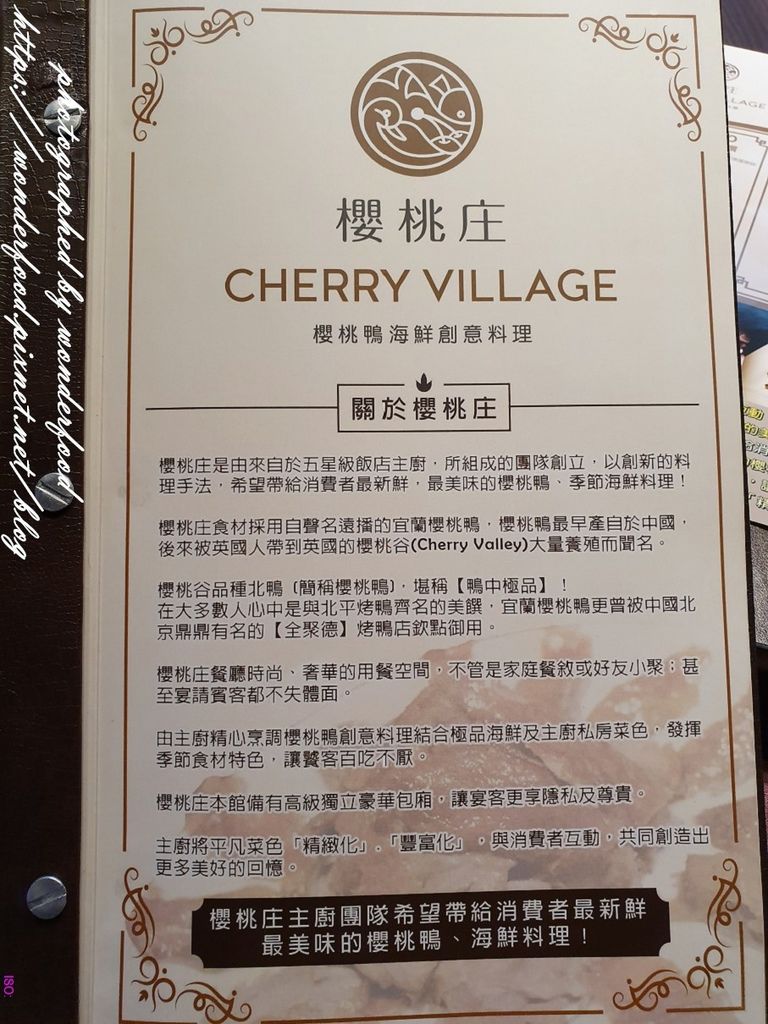 櫻桃庄
CHERRY VILLAGE
櫻桃鴨海鮮創意料理
關於櫻桃庄
櫻桃庄是由來自於五星級飯店主廚，所組成的團隊創立，以創新的料
理手法，希望帶給消費者最新鮮，最美味的櫻桃鴨、季節海鮮料理！
櫻桃庄食材採用自聲名遠播的宜蘭櫻桃鴨，櫻桃鴨最早產自於中國，
後來被英國人帶到英國的櫻桃谷(Cherry Valley)大量養殖而聞名。
櫻桃谷品種北鴨（簡稱櫻桃鴨），堪稱【鴨中極品】！
在大多數人心中是與北平烤鴨齊名的美饌，宜蘭櫻桃鴨更曾被中國北
京鼎鼎有名的【全聚德】烤鴨店欽點御用。
櫻桃庄餐廳時尚、奢華的用餐空間，不管是家庭餐敘或好友小聚；甚
至宴請賓客都不失體面。
由主廚精心烹調櫻桃鴨創意料理結合極品海鮮及主廚私房菜色，發揮
季節食材特色，讓饕客百吃不厭。
櫻桃庄本館備有高級獨立豪華包廂，讓宴客更享隱私及尊貴。
主廚將平凡菜色「精緻化」.「豐富化」，與消費者互動，共同創造出
更多美好的回憶。
櫻桃庄主廚團隊希望帶給消費者最新鮮
最美味的櫻桃鴨、海鮮料理！
photographed by wonderfood
https://wonderfood.pixnet.net/blog
ISO
LLAGE